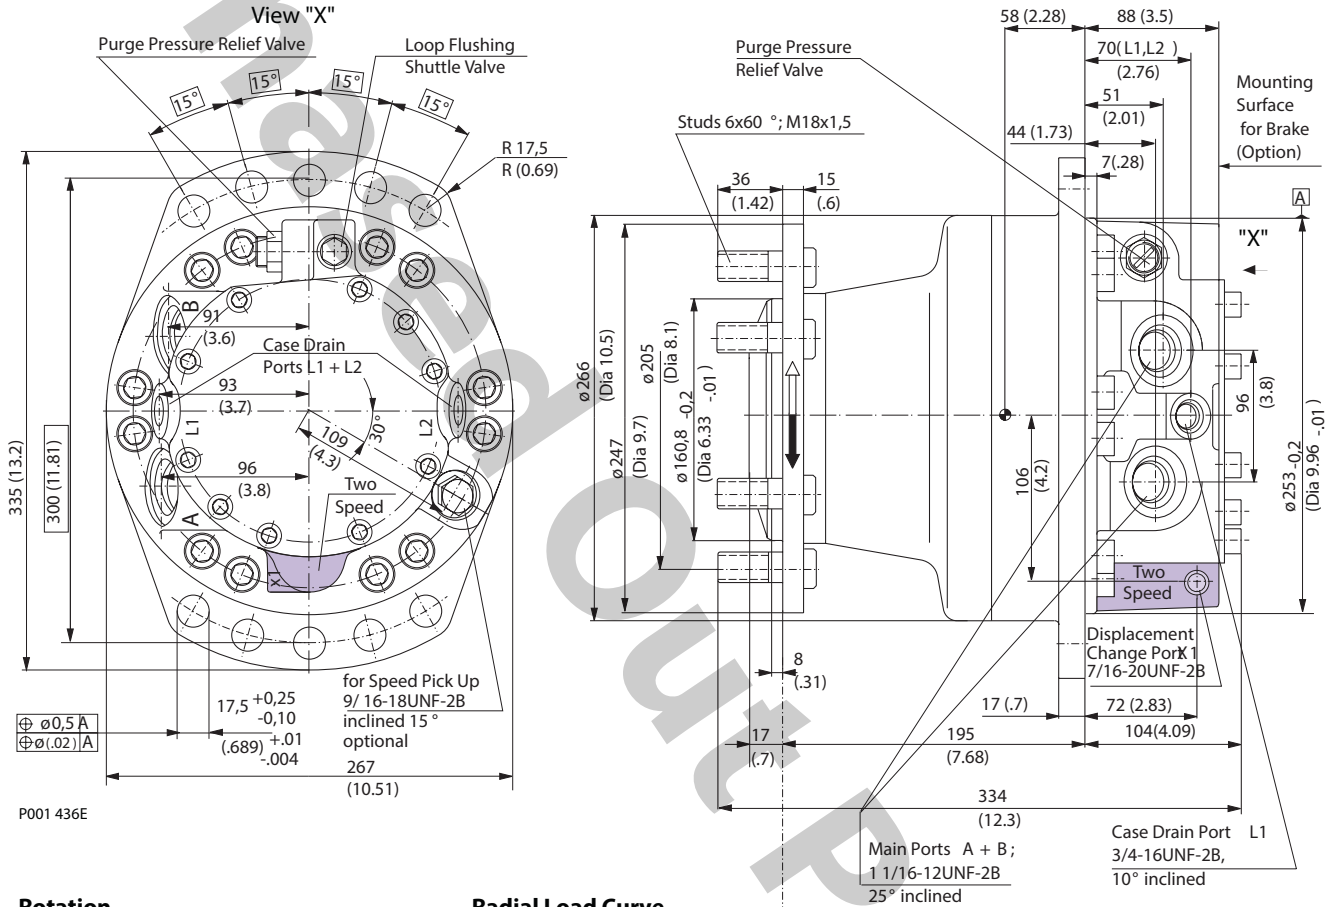 View "X"
Purge Pressure Relief Valve
Loop Flushing
Shuttle Valve
15°
15°
15°
15°
R 17,5
R (0.69)
B
91
(3.6)
Case Drain
Ports L1 + L2
93
(3.7)
L1
30°
109
(4.3)
L2
96
(3.8)
A
Two
Speed
X1
335 (13.2)
300 (11.81)
for Speed Pick Up
9/ 16-18UNF-2B
inclined 15 °
optional
17,5 +0,25
-0,10
(.689) +.01
-.004
⌖ ø0,5 A
⌖ ø(.02) A
267
(10.51)
P001 436E
58 (2.28)
88 (3.5)
70( L1,L2 )
(2.76)
51
(2.01)
44 (1.73)
7(.28)
Purge Pressure
Relief Valve
Mounting
Surface
for Brake
(Option)
Studs 6x60 °; M18x1,5
36
(1.42)
15
(.6)
A
"X"
ø266
(Dia 10.5)
ø247
(Dia 9.7)
ø205
(Dia 8.1)
ø160,8 -0,2
(Dia 6.33 -.01 )
106
(4.2)
96
(3.8)
ø253 -0,2
(Dia 9.96 -.01 )
Two
Speed
Displacement
Change Port X1
7/16-20UNF-2B
8
(.31)
17 (.7)
72 (2.83)
17
(.7)
195
(7.68)
104(4.09)
334
(12.3)
Main Ports A + B ;
1 1/16-12UNF-2B
25° inclined
Case Drain Port L1
3/4-16UNF-2B,
10° inclined
Rotation
Radial Load Curve
hased Out P